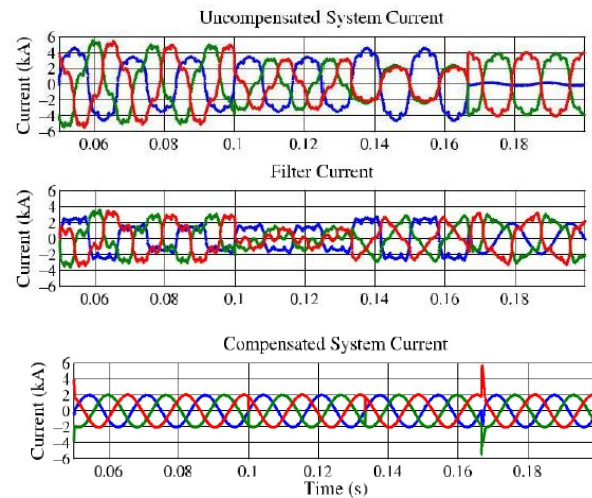 Uncompensated System Current
Current (kA)
6
4
2
0
−2
−4
−6
0.06 0.08 0.1 0.12 0.14 0.16 0.18
Filter Current
Current (kA)
6
4
2
0
−2
−4
−6
0.06 0.08 0.1 0.12 0.14 0.16 0.18
Compensated System Current
Current (kA)
6
4
2
0
−2
−4
−6
0.06 0.08 0.1 0.12 0.14 0.16 0.18
Time (s)